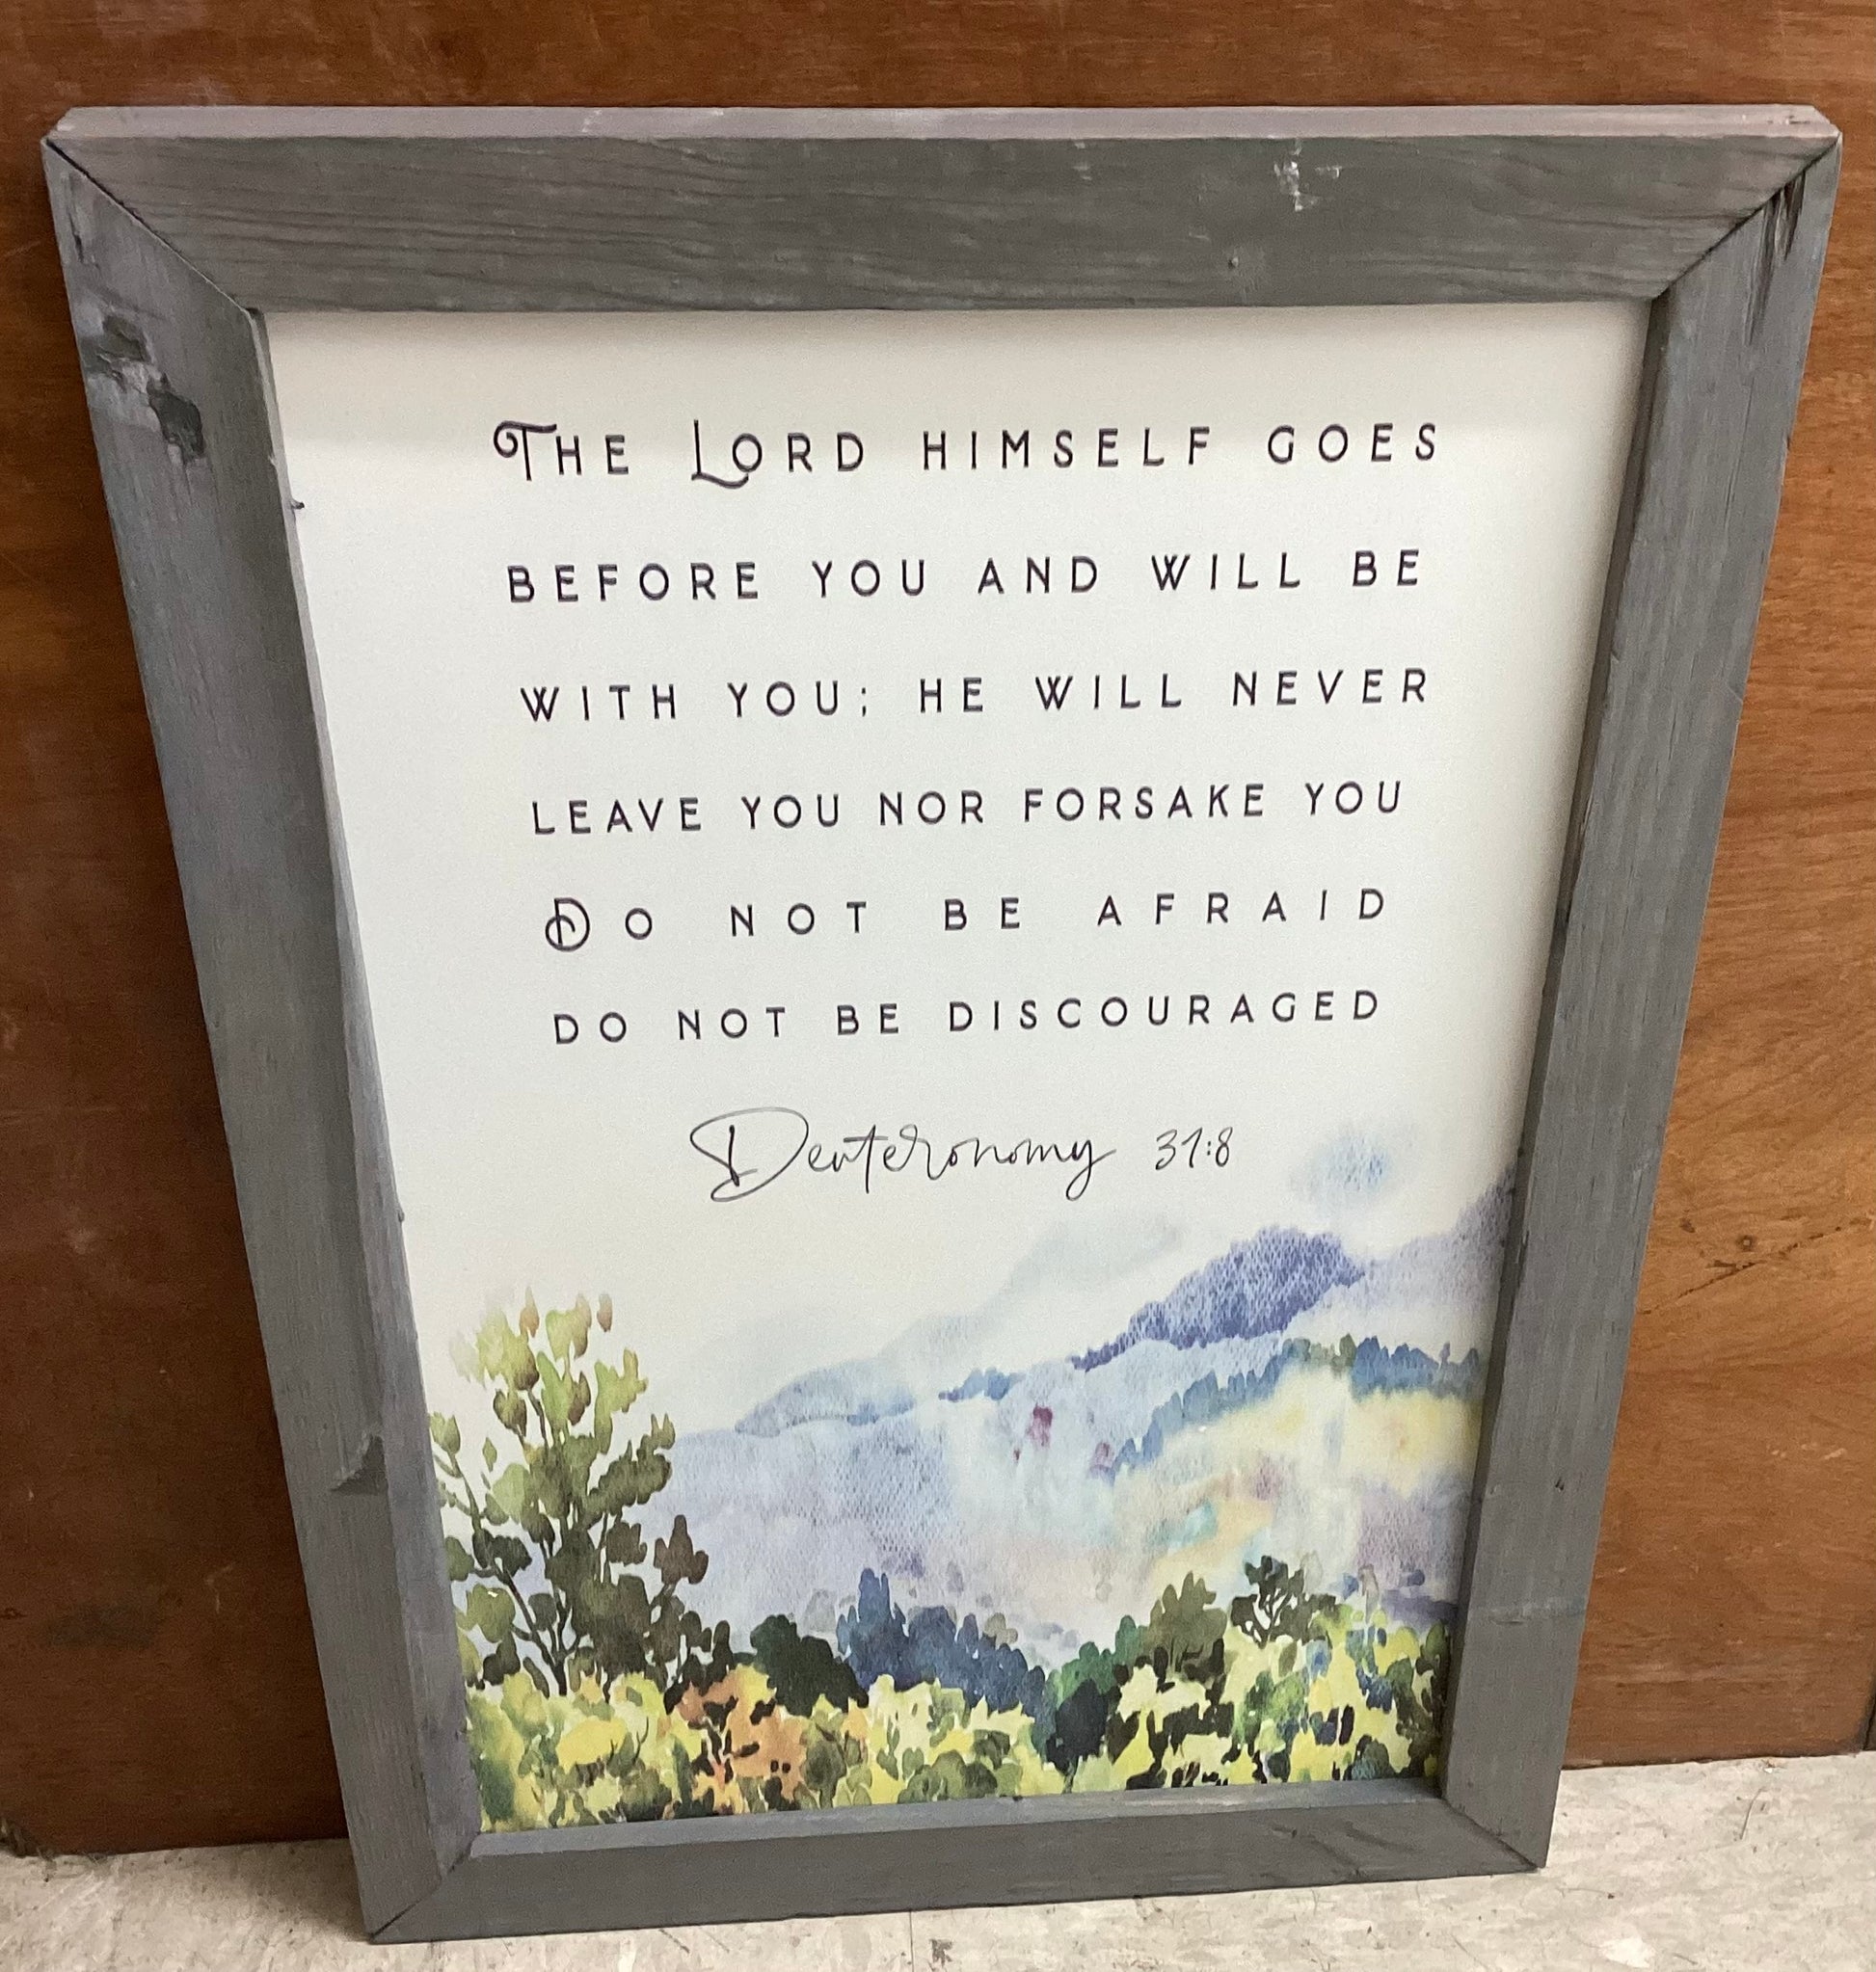 The Lord HIMSELF GOES
BEFORE YOU AND WILL BE
WITH YOU; HE WILL NEVER
LEAVE YOU NOR FORSAKE YOU
DO NOT BE AFRAID
DO NOT BE DISCOURAGED
Deuteronomy 31:8